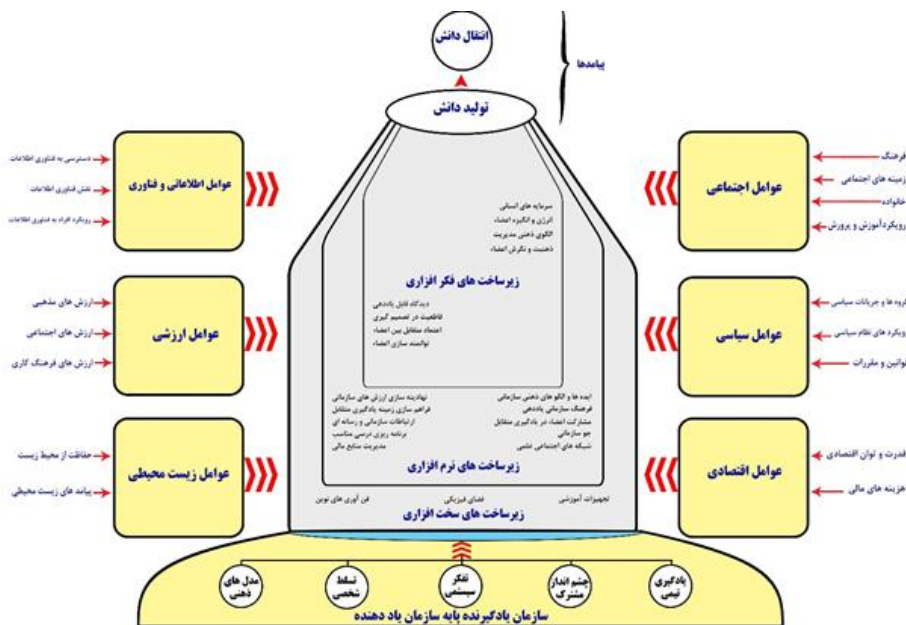 انتقال دانش
پیامدها
تولید دانش
عوامل اجتماعی
فرهنگ
زمینه های اجتماعی
خانواده
رویکرد آموزش و پرورش
عوامل سیاسی
گروه ها و جریانات سیاسی
رویکرد های نظام سیاسی
قوانین و مقررات
عوامل اقتصادی
قدرت و توان اقتصادی
هزینه های مالی
سرمایه های انسانی
انرژی و انگیزه اعضاء
الگوی ذهنی مدیریت
ذهنیت و نگرش اعضاء
زیرساخت های فکر افزاری
دیدگاه قابل یاددهی
قاطعیت در تصمیم گیری
اعتماد متقابل بین اعضاء
توانمند سازی اعضاء
ایده ها و الگو های ذهنی سازمانی
فرهنگ سازمانی یاددهی
مشارکت اعضاء در یادگیری متقابل
جو سازمانی
شبکه های اجتماعی علمی
نهادینه سازی ارزش های سازمانی
فراهم سازی زمینه یادگیری متقابل
ارتباطات سازمانی و رسانه ای
برنامه ریزی درسی مناسب
مدیریت منابع مالی
زیرساخت های نرم افزاری
تجهیزات آموزشی
فضای فیزیکی
فن آوری های نوین
زیرساخت های سخت افزاری
عوامل اطلاعاتی و فناوری
دسترسی به فناوری اطلاعات
نقش فناوری اطلاعات
رویکرد افراد به فناوری اطلاعات
عوامل ارزشی
ارزش های مذهبی
ارزش های اجتماعی
ارزش های فرهنگ کاری
عوامل زیست محیطی
حفاظت از محیط زیست
پیامد های زیست محیطی
یادگیری
تیمی
چشم انداز
مشترک
تفکر
سیستمی
تسلط
شخصی
مدل های
ذهنی
سازمان یادگیرنده پایه سازمان یاد دهنده